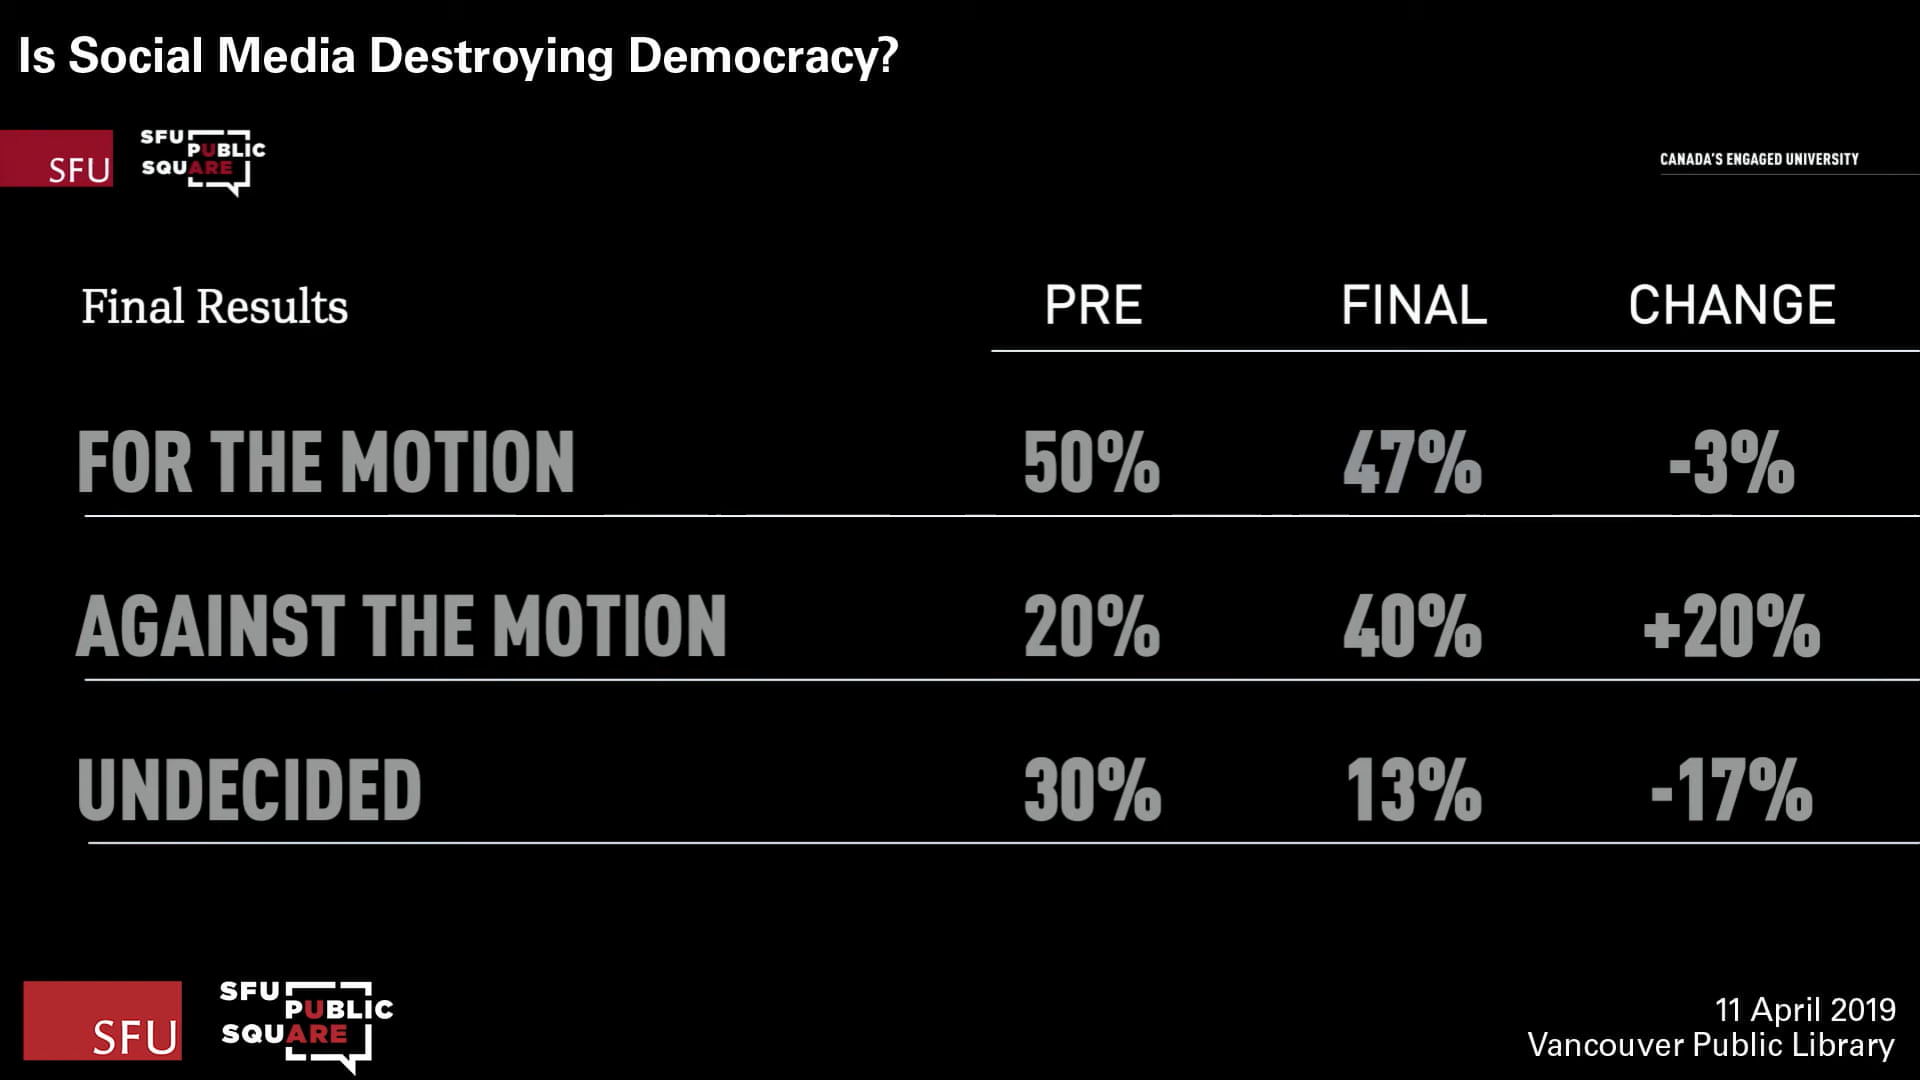 Is Social Media Destroying Democracy?
SFU
SFU
PUBLIC
SQUARE
CANADA'S ENGAGED UNIVERSITY
Final Results PRE FINAL CHANGE
FOR THE MOTION 50% 47% -3%
AGAINST THE MOTION 20% 40% +20%
UNDECIDED 30% 13% -17%
SFU
SFU
PUBLIC
SQUARE
11 April 2019
Vancouver Public Library